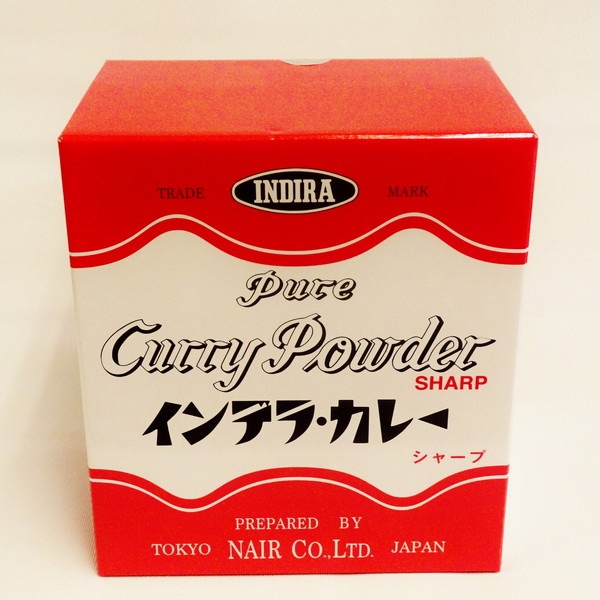 TRADE INDIRA MARK
Pure
Curry Powder
SHARP
インデラ・カレー
シャープ
PREPARED BY
TOKYO NAIR CO.,LTD. JAPAN